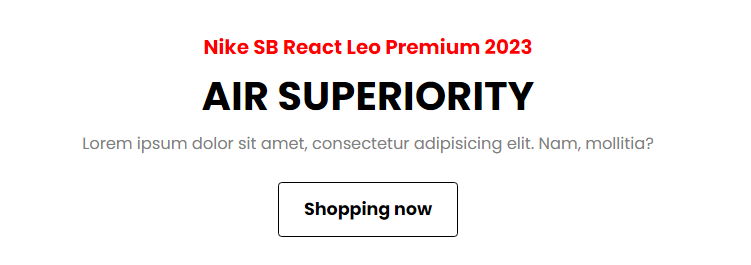 Nike SB React Leo Premium 2023
AIR SUPERIORITY
Lorem ipsum dolor sit amet, consectetur adipisicing elit. Nam, mollitia?
Shopping now